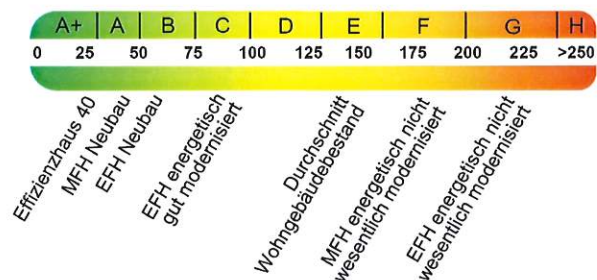 A+ A B C D E F G H
0 25 50 75 100 125 150 175 200 225 >250
Effizienzhaus 40
MFH Neubau
EFH Neubau
EFH energetisch
gut modernisiert
Durchschnitt
Wohngebäudebestand
MFH energetisch nicht
wesentlich modernisiert
EFH energetisch nicht
wesentlich modernisiert